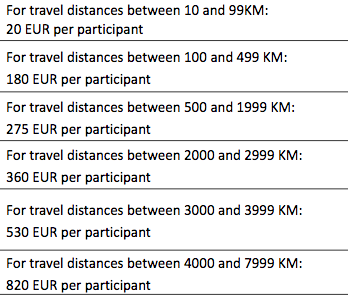 For travel distances between 10 and 99KM:
20 EUR per participant
For travel distances between 100 and 499 KM:
180 EUR per participant
For travel distances between 500 and 1999 KM:
275 EUR per participant
For travel distances between 2000 and 2999 KM:
360 EUR per participant
For travel distances between 3000 and 3999 KM:
530 EUR per participant
For travel distances between 4000 and 7999 KM:
820 EUR per participant